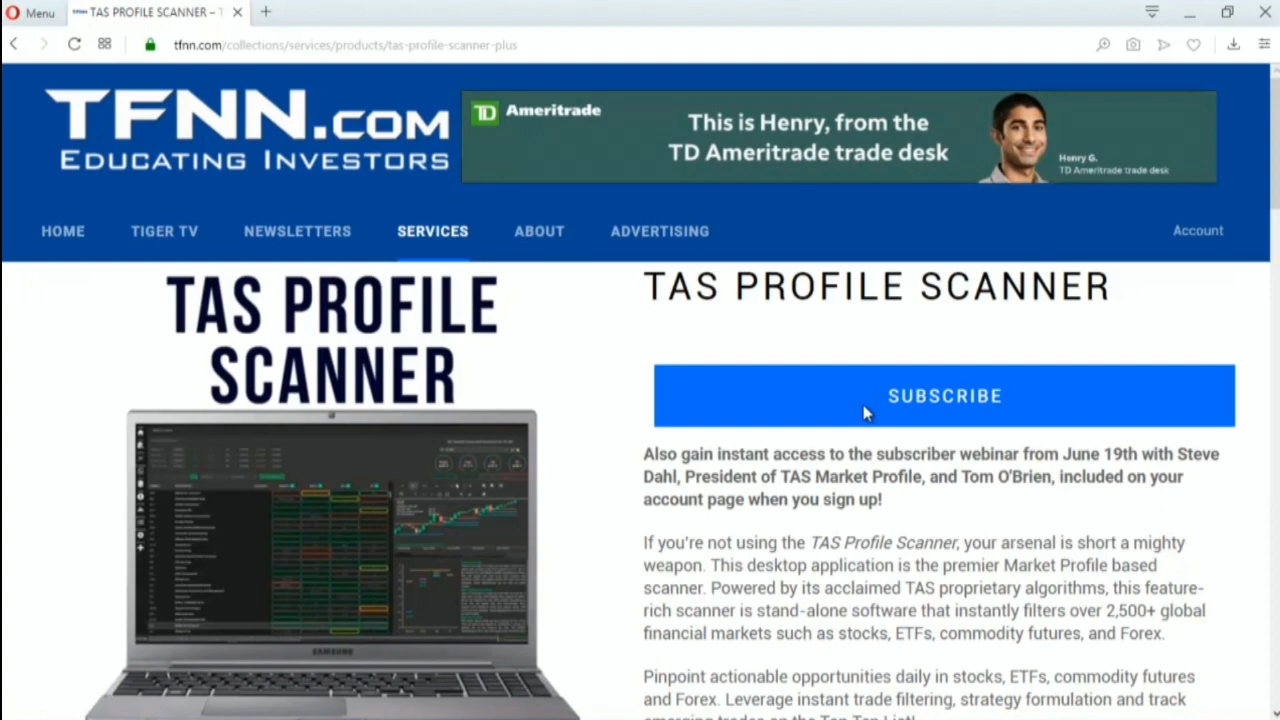 Menu
TAS PROFILE SCANNER – T
tfnn.com/collections/services/products/tas-profile-scanner-plus
TFNN.COM
EDUCATING INVESTORS
TD Ameritrade
This is Henry, from the
TD Ameritrade trade desk
Henry G.
TD Ameritrade trade desk
HOME
TIGER TV
NEWSLETTERS
SERVICES
ABOUT
ADVERTISING
Account
TAS PROFILE
SCANNER
SAMSUNG
TAS PROFILE SCANNER
SUBSCRIBE
Also gain instant access to the subscriber webinar from June 19th with Steve
Dahl, President of TAS Market Profile, and Tom O'Brien, included on your
account page when you sign up!
If you're not using the TAS Profile Scanner, your arsenal is short a mighty
weapon. This desktop application is the premier Market Profile based
scanner. Powered by its acclaimed TAS proprietary algorithms, this feature-
rich scanner is stand-alone software that instantly filters over 2,500+ global
financial markets such as stocks, ETFs, commodity futures, and Forex.
Pinpoint actionable opportunities daily in stocks, ETFs, commodity futures
and Forex. Leverage instant trade filtering, strategy formulation and track
emerging trades on the Top Ten List!